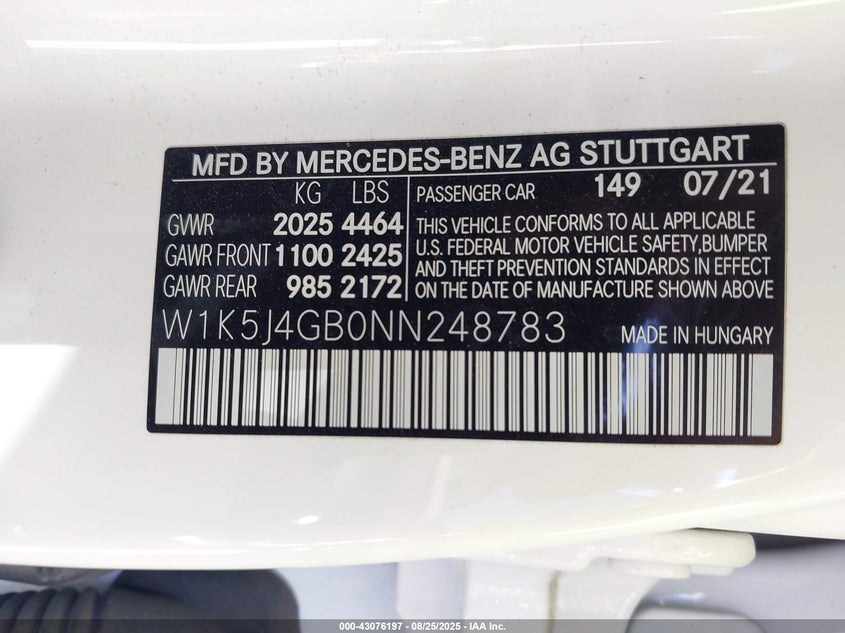 MFD BY MERCEDES-BENZ AG STUTTGART
KG LBS
GVWR 2025 4464
GAWR FRONT 1100 2425
GAWR REAR 985 2172
PASSENGER CAR 149 07/21
THIS VEHICLE CONFORMS TO ALL APPLICABLE
U.S. FEDERAL MOTOR VEHICLE SAFETY,BUMPER
AND THEFT PREVENTION STANDARDS IN EFFECT
ON THE DATE OF MANUFACTURE SHOWN ABOVE
W1K5J4GB0NN248783 MADE IN HUNGARY
000-43076197 - 08/25/2025 - IAA Inc.